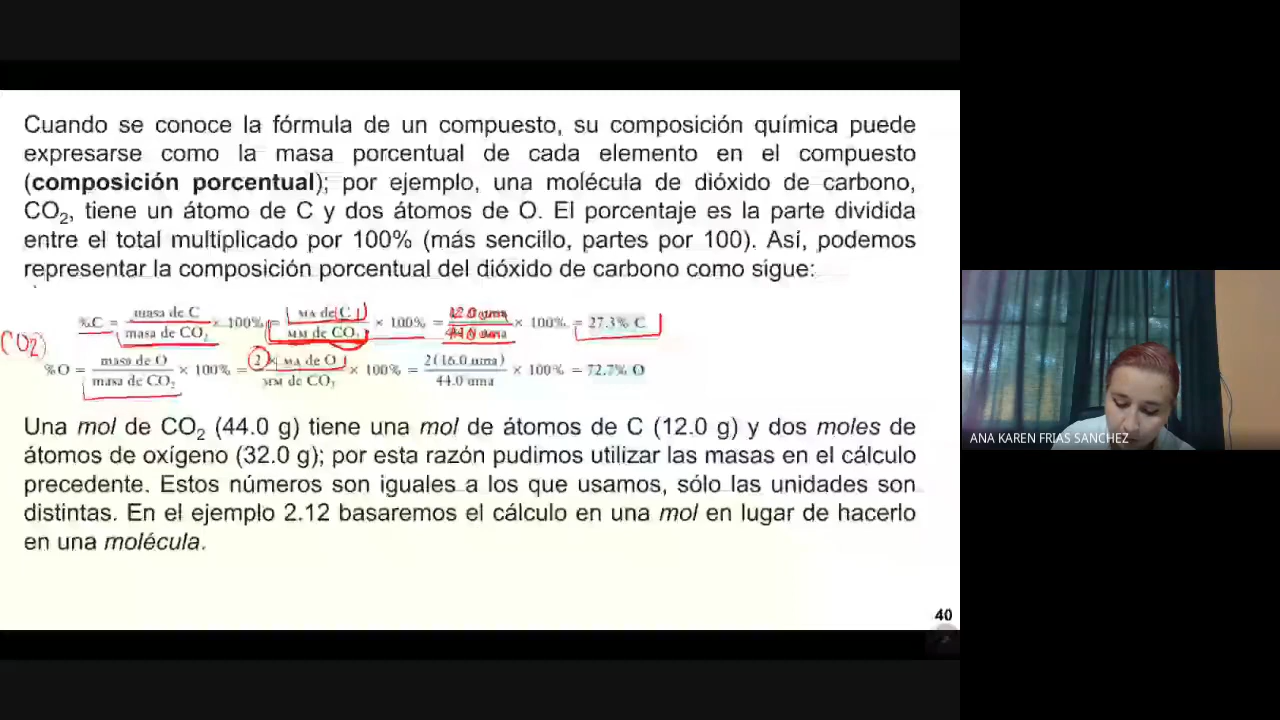 Cuando se conoce la fórmula de un compuesto, su composición química puede
expresarse como la masa porcentual de cada elemento en el compuesto
(composición porcentual); por ejemplo, una molécula de dióxido de carbono,
CO₂, tiene un átomo de C y dos átomos de O. El porcentaje es la parte dividida
entre el total multiplicado por 100% (más sencillo, partes por 100). Así, podemos
representar la composición porcentual del dióxido de carbono como sigue:
%C = masa de C / masa de CO₂ × 100% = MA de C / MM de CO₂ × 100% = 12.0 uma / 44.0 uma × 100% = 27.3% C
CO₂
%O = masa de O / masa de CO₂ × 100% = 2 × MA de O / MM de CO₂ × 100% = 2(16.0 uma) / 44.0 uma × 100% = 72.7% O
Una mol de CO₂ (44.0 g) tiene una mol de átomos de C (12.0 g) y dos moles de
átomos de oxígeno (32.0 g); por esta razón pudimos utilizar las masas en el cálculo
precedente. Estos números son iguales a los que usamos, sólo las unidades son
distintas. En el ejemplo 2.12 basaremos el cálculo en una mol en lugar de hacerlo
en una molécula.
40
ANA KAREN FRIAS SANCHEZ